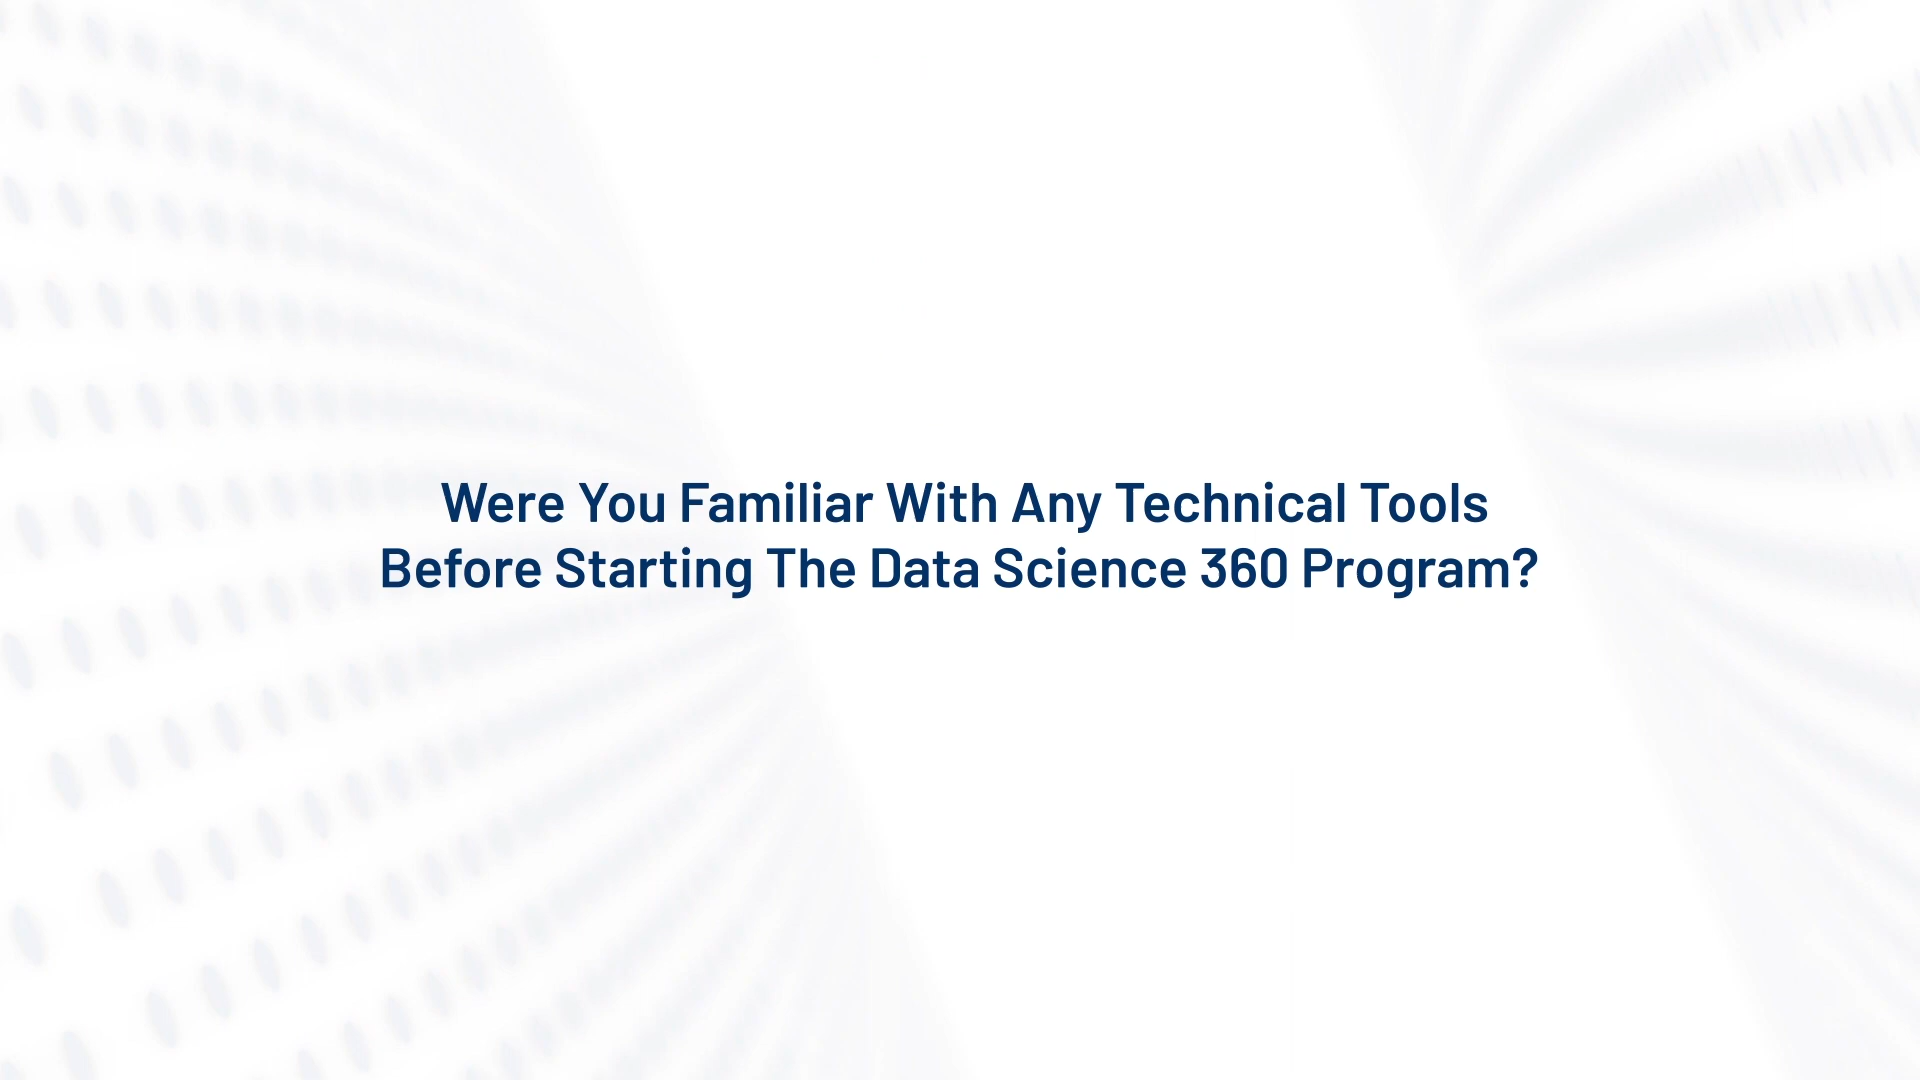 Were You Familiar With Any Technical Tools
Before Starting The Data Science 360 Program?